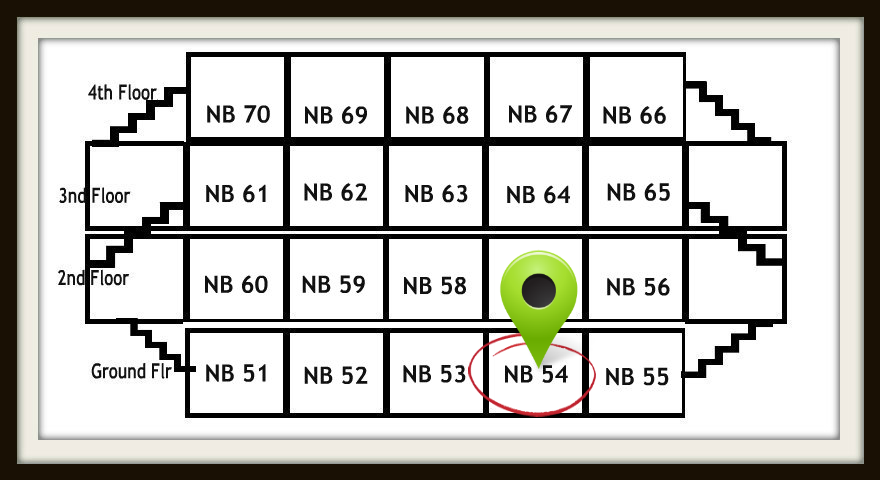 4th Floor
NB 70 NB 69 NB 68 NB 67 NB 66
3nd Floor
NB 61 NB 62 NB 63 NB 64 NB 65
2nd Floor
NB 60 NB 59 NB 58 NB 56
Ground Flr
NB 51 NB 52 NB 53 NB 54 NB 55